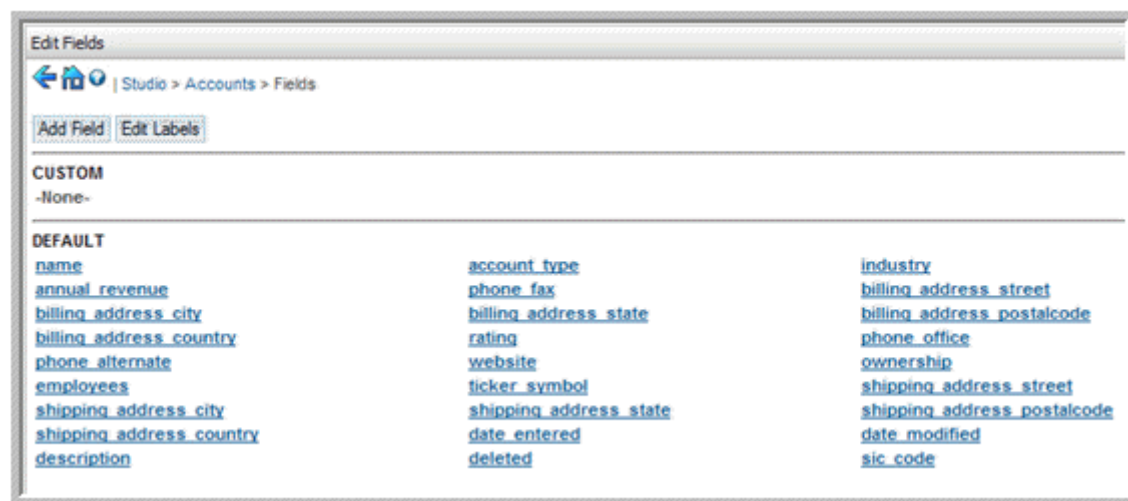 Edit Fields
| Studio > Accounts > Fields
Add Field Edit Labels
CUSTOM
-None-
DEFAULT
name account_type industry
annual_revenue phone_fax billing_address_street
billing_address_city billing_address_state billing_address_postalcode
billing_address_country rating phone_office
phone_alternate website ownership
employees ticker_symbol shipping_address_street
shipping_address_city shipping_address_state shipping_address_postalcode
shipping_address_country date_entered date_modified
description deleted sic_code